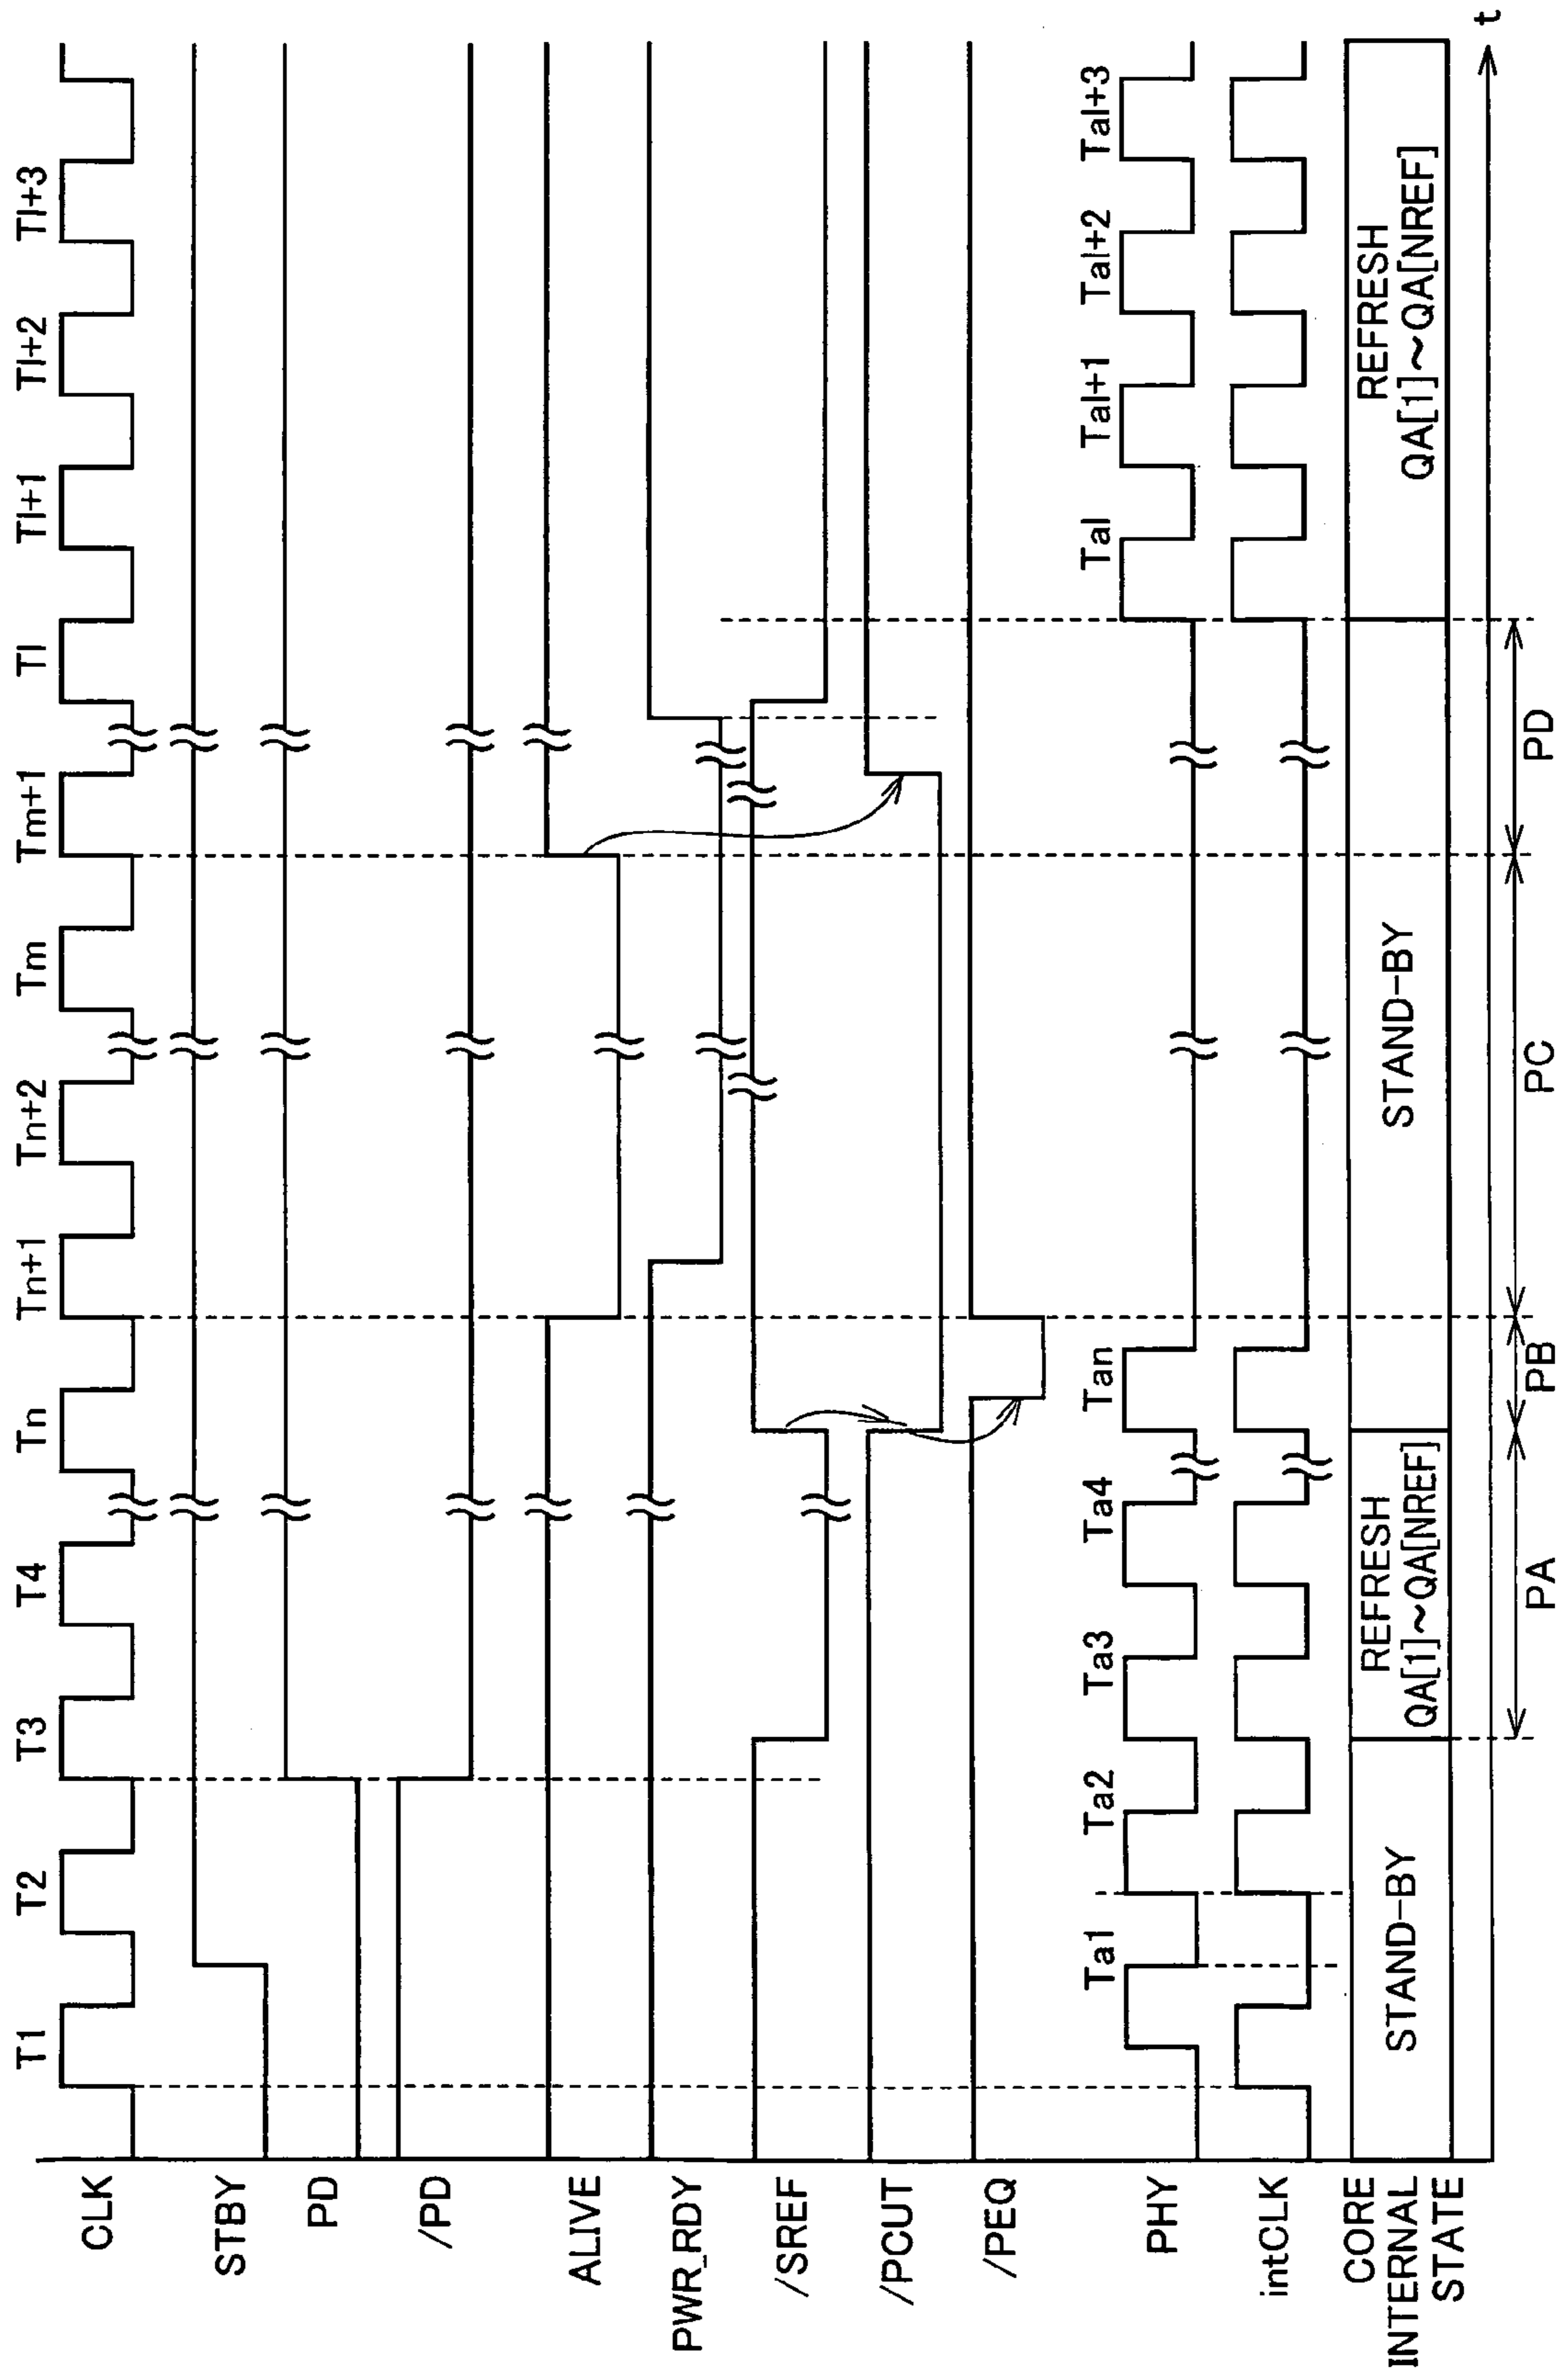 CLK
T1
T2
T3
T4
Tn
Tn+1
Tn+2
Tm
Tm+1
Tl
Tl+1
Tl+2
Tl+3
STBY
PD
/PD
ALIVE
PWR_RDY
/SREF
/PCUT
/PEQ
PHY
Ta1
Ta2
Ta3
Ta4
Tan
Tal
Tal+1
Tal+2
Tal+3
intCLK
CORE
INTERNAL
STATE
STAND-BY
REFRESH
QA[1]~QA[NREF]
STAND-BY
REFRESH
QA[1]~QA[NREF]
t
PA
PB
PC
PD